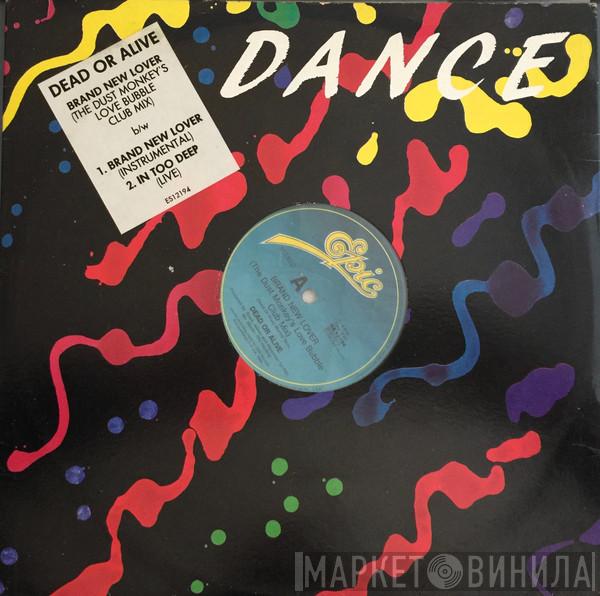 DANCE
DEAD OR ALIVE
BRAND NEW LOVER
(THE DUST MONKEY'S
LOVE BUBBLE
CLUB MIX)
b/w
1. BRAND NEW LOVER
(INSTRUMENTAL)
2. IN TOO DEEP
(LIVE)
ES12194
Epic
A
BRAND NEW LOVER
(The Dust Monkey's Love Bubble
Club Mix)
DEAD OR ALIVE
МАРКЕТ ВИНИЛА